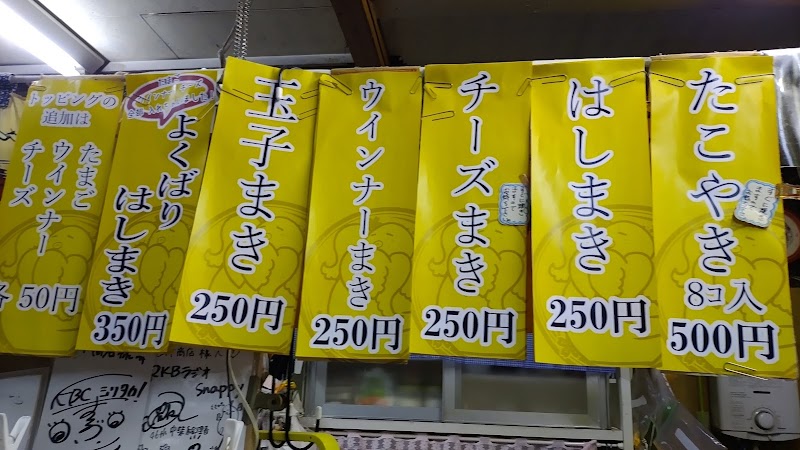 たこやき
8コ入
500円
はしまき
250円
チーズまき
250円
ウインナーまき
250円
玉子まき
250円
よくばり
はしまき
350円
トッピングの
追加は
たまご
ウインナー
チーズ
各50円
KBC
RKBラジオ
Snappy